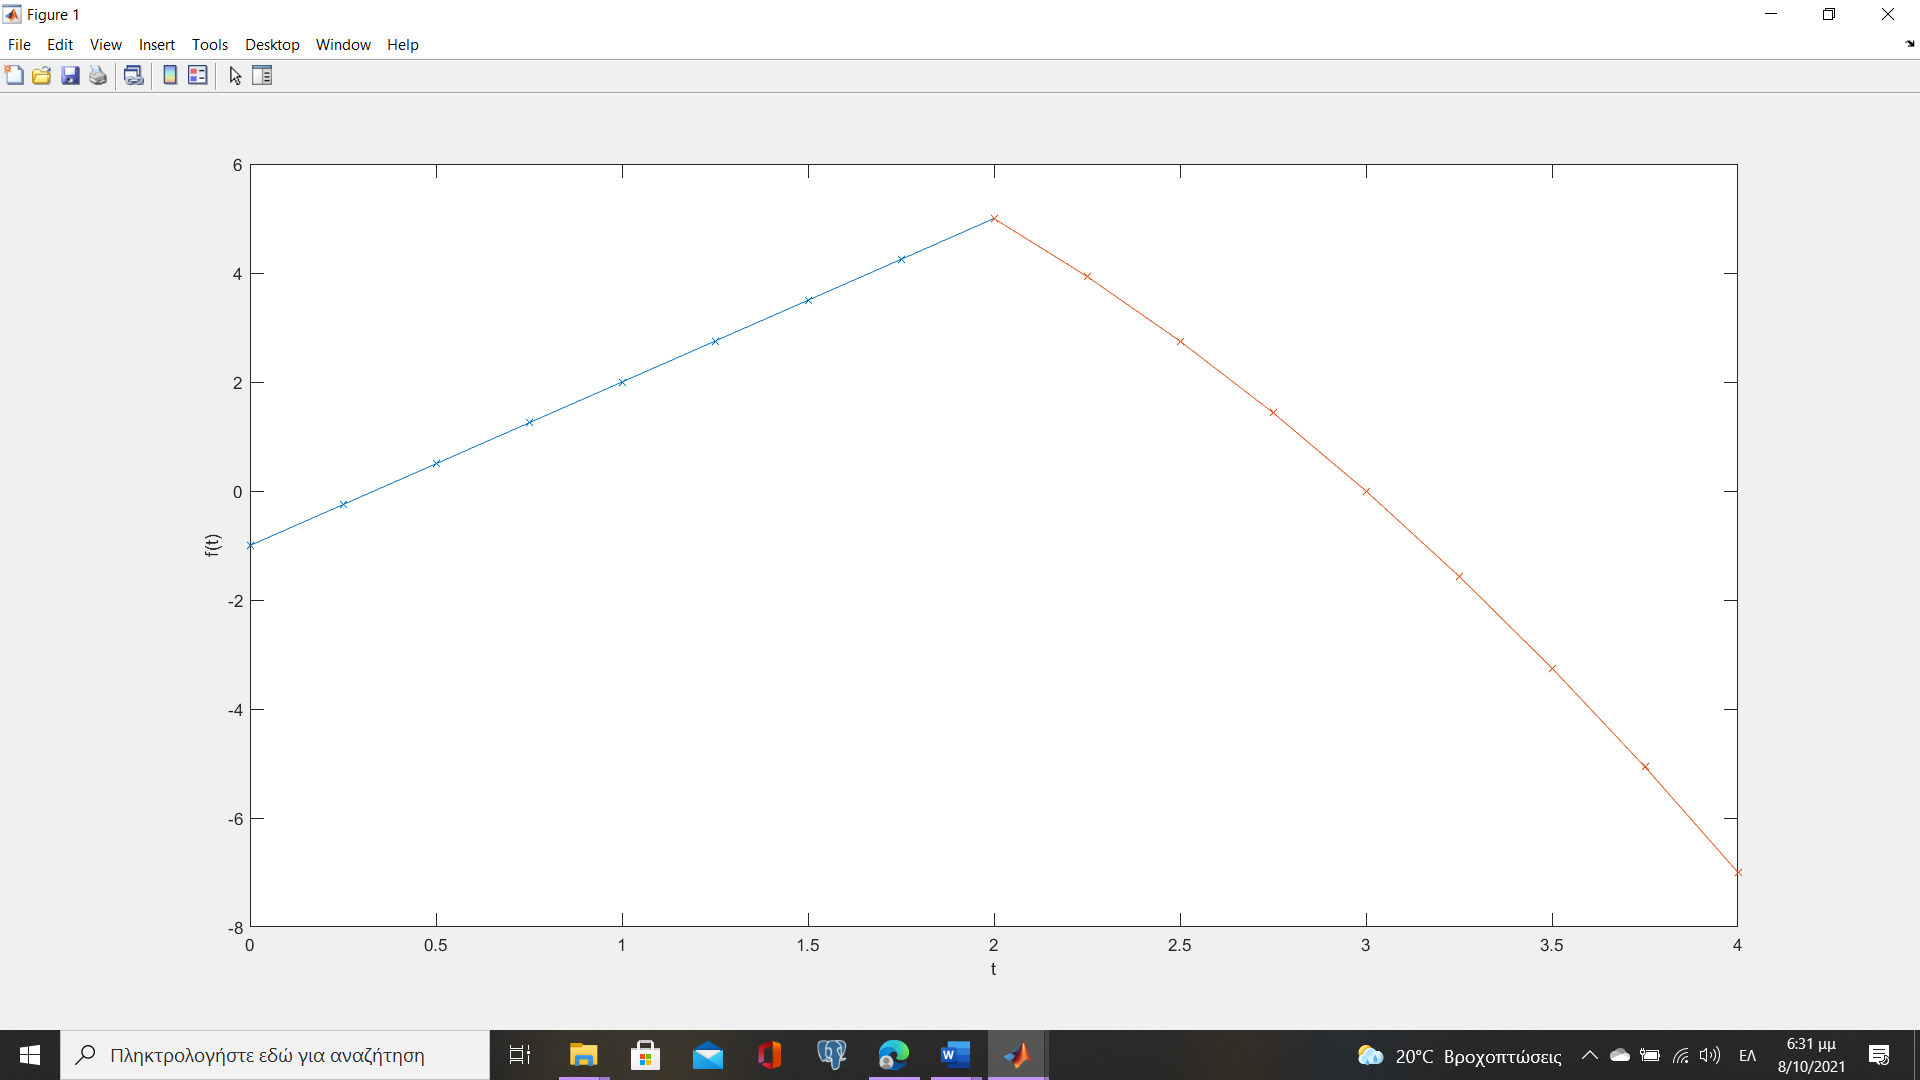 Figure 1
File Edit View Insert Tools Desktop Window Help
6
4
2
0
-2
-4
-6
-8
f(t)
0 0.5 1 1.5 2 2.5 3 3.5 4
t
Πληκτρολογήστε εδώ για αναζήτηση
W
20°C Βροχοπτώσεις
ΕΛ
6:31 μμ
8/10/2021